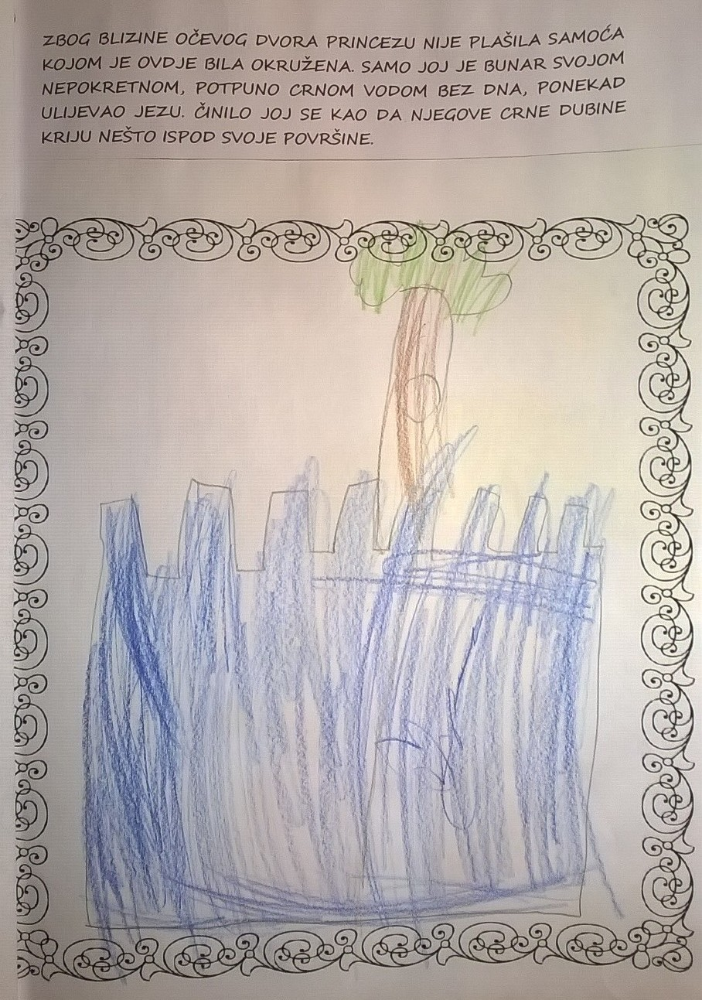 ZBOG BLIZINE OČEVOG DVORA PRINCEZU NIJE PLAŠILA SAMOĆA
KOJOM JE OVDJE BILA OKRUŽENA. SAMO JOJ JE BUNAR SVOJOM
NEPOKRETNOM, POTPUNO CRNOM VODOM BEZ DNA, PONEKAD
ULIJEVAO JEZU. ČINILO JOJ SE KAO DA NJEGOVE CRNE DUBINE
KRIJU NEŠTO ISPOD SVOJE POVRŠINE.